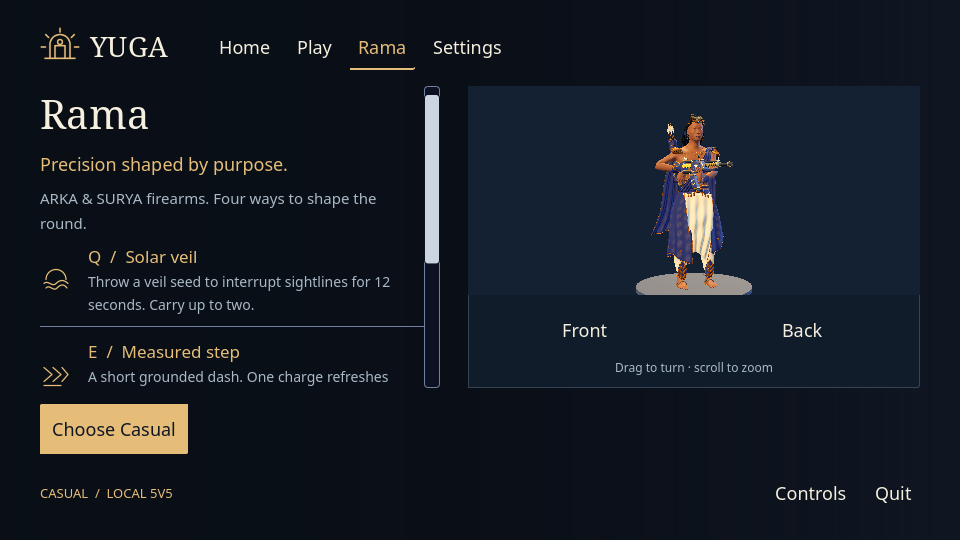 YUGA
Home
Play
Rama
Settings
Rama
Precision shaped by purpose.
ARKA & SURYA firearms. Four ways to shape the
round.
Q / Solar veil
Throw a veil seed to interrupt sightlines for 12
seconds. Carry up to two.
E / Measured step
A short grounded dash. One charge refreshes
Choose Casual
Front
Back
Drag to turn · scroll to zoom
CASUAL / LOCAL 5V5
Controls
Quit